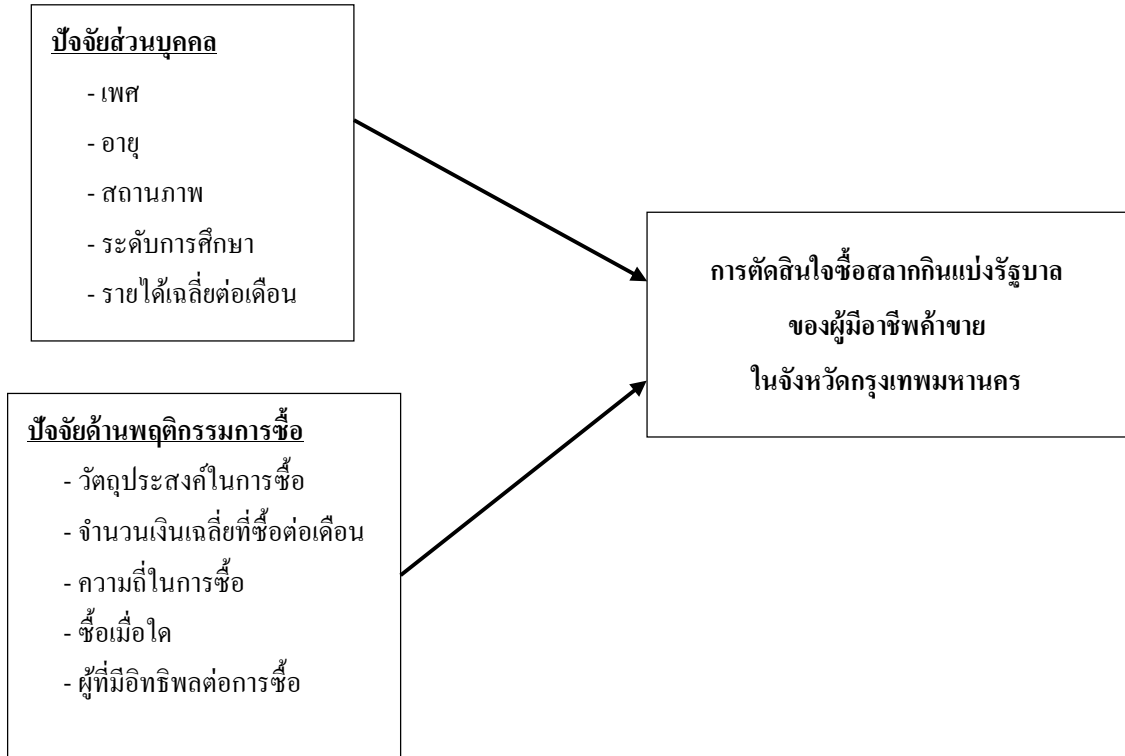 ปัจจัยส่วนบุคคล
- เพศ
- อายุ
- สถานภาพ
- ระดับการศึกษา
- รายได้เฉลี่ยต่อเดือน
การตัดสินใจซื้อสลากกินแบ่งรัฐบาล
ของผู้มีอาชีพค้าขาย
ในจังหวัดกรุงเทพมหานคร
ปัจจัยด้านพฤติกรรมการซื้อ
- วัตถุประสงค์ในการซื้อ
- จำนวนเงินเฉลี่ยที่ซื้อต่อเดือน
- ความถี่ในการซื้อ
- ซื้อเมื่อใด
- ผู้ที่มีอิทธิพลต่อการซื้อ